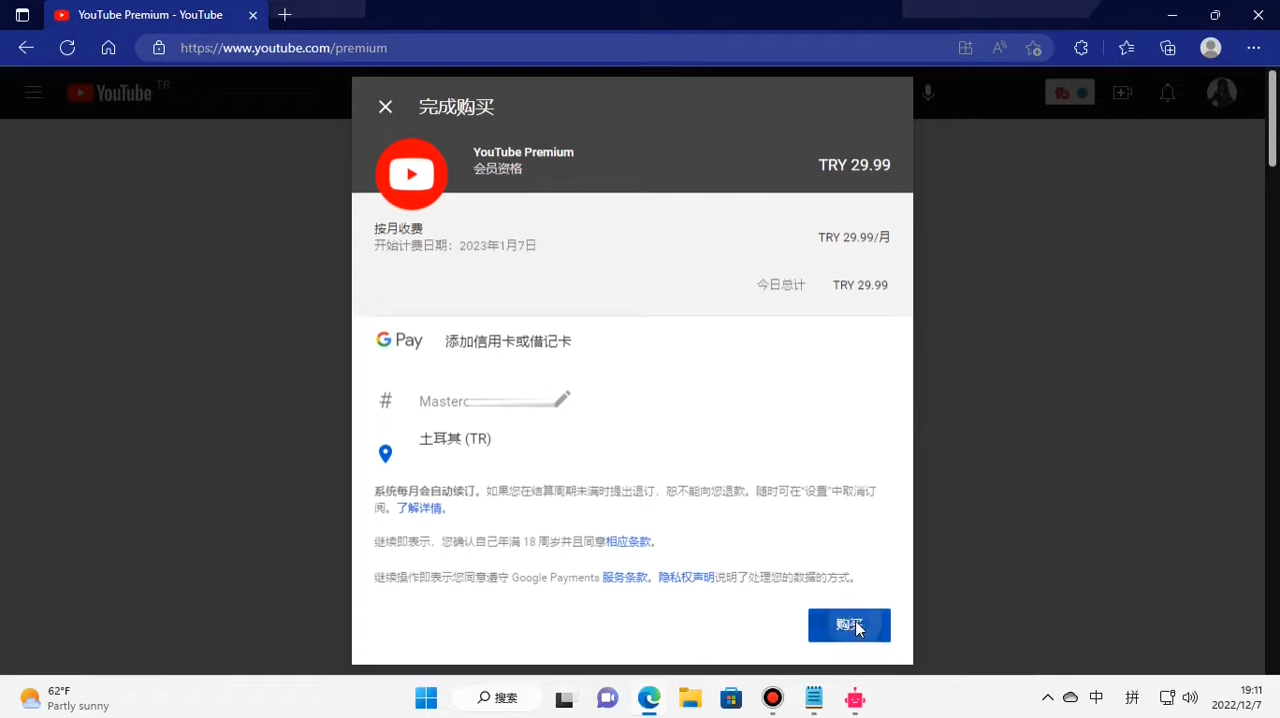 YouTube Premium - YouTube
https://www.youtube.com/premium
YouTube TR
完成购买
YouTube Premium
会员资格
TRY 29.99
按月收费
开始计费日期：2023年1月7日
TRY 29.99/月
今日总计 TRY 29.99
G Pay 添加信用卡或借记卡
# Masterc
土耳其 (TR)
系统每月会自动续订。如果您在结算周期未满时提出退订，恕不能向您退款。随时可在"设置"中取消订
阅。了解详情。
继续即表示，您确认自己年满 18 周岁并且同意相应条款。
继续操作即表示您同意遵守 Google Payments 服务条款。隐私权声明说明了处理您的数据的方式。
购买
62°F
Partly sunny
搜索
中
拼
19:11
2022/12/7